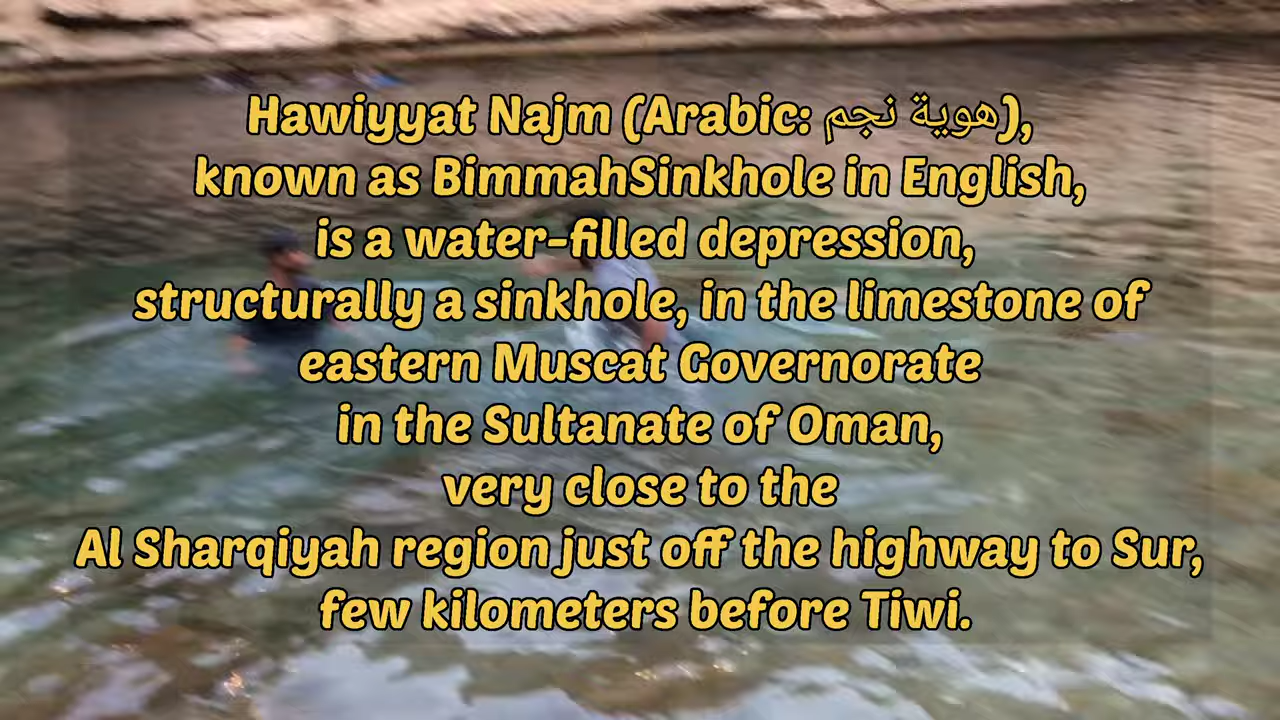 Hawiyyat Najm (Arabic: هوية نجم),
known as BimmahSinkhole in English,
is a water-filled depression,
structurally a sinkhole, in the limestone of
eastern Muscat Governorate
in the Sultanate of Oman,
very close to the
Al Sharqiyah region just off the highway to Sur,
few kilometers before Tiwi.